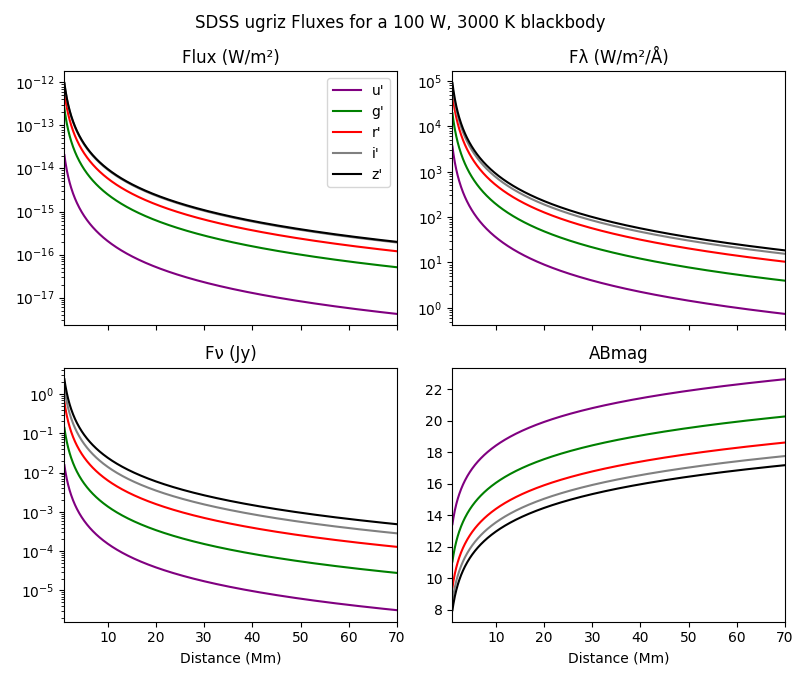 SDSS ugriz Fluxes for a 100 W, 3000 K blackbody
Flux (W/m²)
10⁻¹²
10⁻¹³
10⁻¹⁴
10⁻¹⁵
10⁻¹⁶
10⁻¹⁷
u'
g'
r'
i'
z'
Fλ (W/m²/Å)
10⁵
10⁴
10³
10²
10¹
10⁰
Fν (Jy)
10⁰
10⁻¹
10⁻²
10⁻³
10⁻⁴
10⁻⁵
10 20 30 40 50 60 70
Distance (Mm)
ABmag
22
20
18
16
14
12
10
8
10 20 30 40 50 60 70
Distance (Mm)